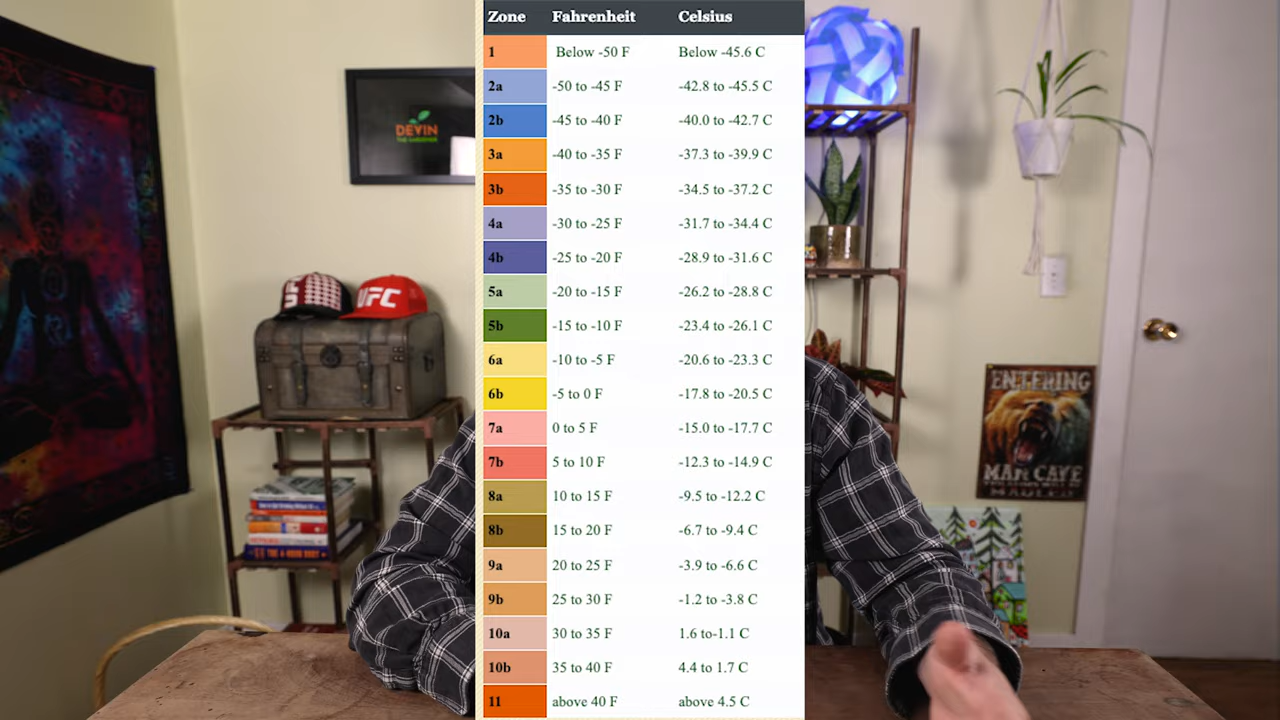 Zone Fahrenheit Celsius
1 Below -50 F Below -45.6 C
2a -50 to -45 F -42.8 to -45.5 C
2b -45 to -40 F -40.0 to -42.7 C
3a -40 to -35 F -37.3 to -39.9 C
3b -35 to -30 F -34.5 to -37.2 C
4a -30 to -25 F -31.7 to -34.4 C
4b -25 to -20 F -28.9 to -31.6 C
5a -20 to -15 F -26.2 to -28.8 C
5b -15 to -10 F -23.4 to -26.1 C
6a -10 to -5 F -20.6 to -23.3 C
6b -5 to 0 F -17.8 to -20.5 C
7a 0 to 5 F -15.0 to -17.7 C
7b 5 to 10 F -12.3 to -14.9 C
8a 10 to 15 F -9.5 to -12.2 C
8b 15 to 20 F -6.7 to -9.4 C
9a 20 to 25 F -3.9 to -6.6 C
9b 25 to 30 F -1.2 to -3.8 C
10a 30 to 35 F 1.6 to-1.1 C
10b 35 to 40 F 4.4 to 1.7 C
11 above 40 F above 4.5 C
DEVIN
THE GARDENER
UFC
THE 4-HOUR BODY
ENTERING
MAN CAVE